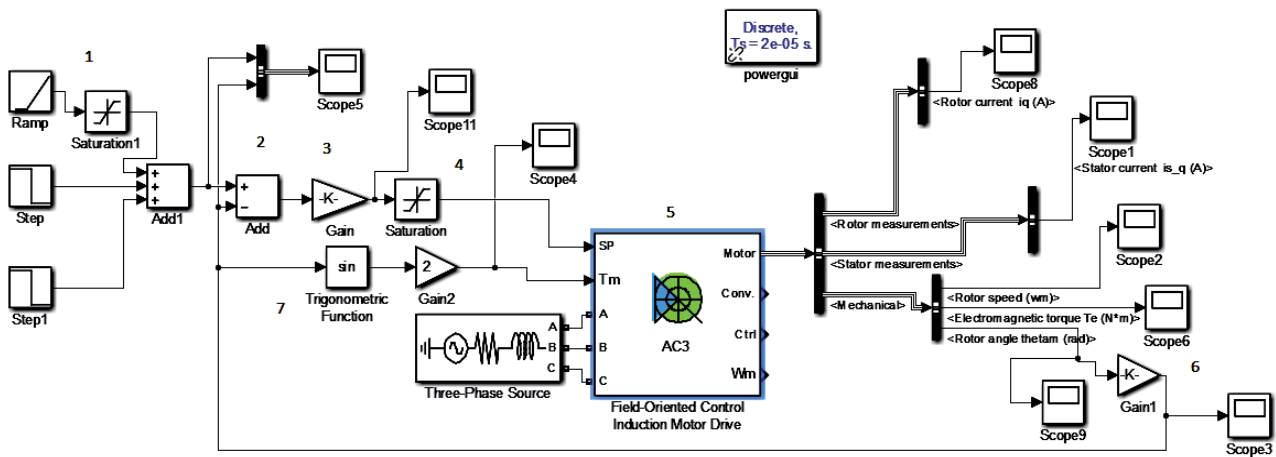 Discrete,
Ts = 2e-05 s.
powergui
1
Ramp
Saturation1
Scope5
Scope11
Scope8
<Rotor current iq (A)>
Scope1
<Stator current is_q (A)>
2
3
4
Scope4
Step
+
+
+
Add1
+
−
Add
-K-
Gain
Saturation
5
<Rotor measurements>
Scope2
SP
Motor
<Stator measurements>
sin
Trigonometric
Function
2
Gain2
Tm
Conv.
<Mechanical>
<Rotor speed (wm)>
<Electromagnetic torque Te (N*m)>
<Rotor angle thetam (rad)>
Scope6
Step1
7
A
B
C
Three-Phase Source
A
B
C
AC3
Ctrl
Wm
Field-Oriented Control
Induction Motor Drive
6
-K-
Gain1
Scope9
Scope3